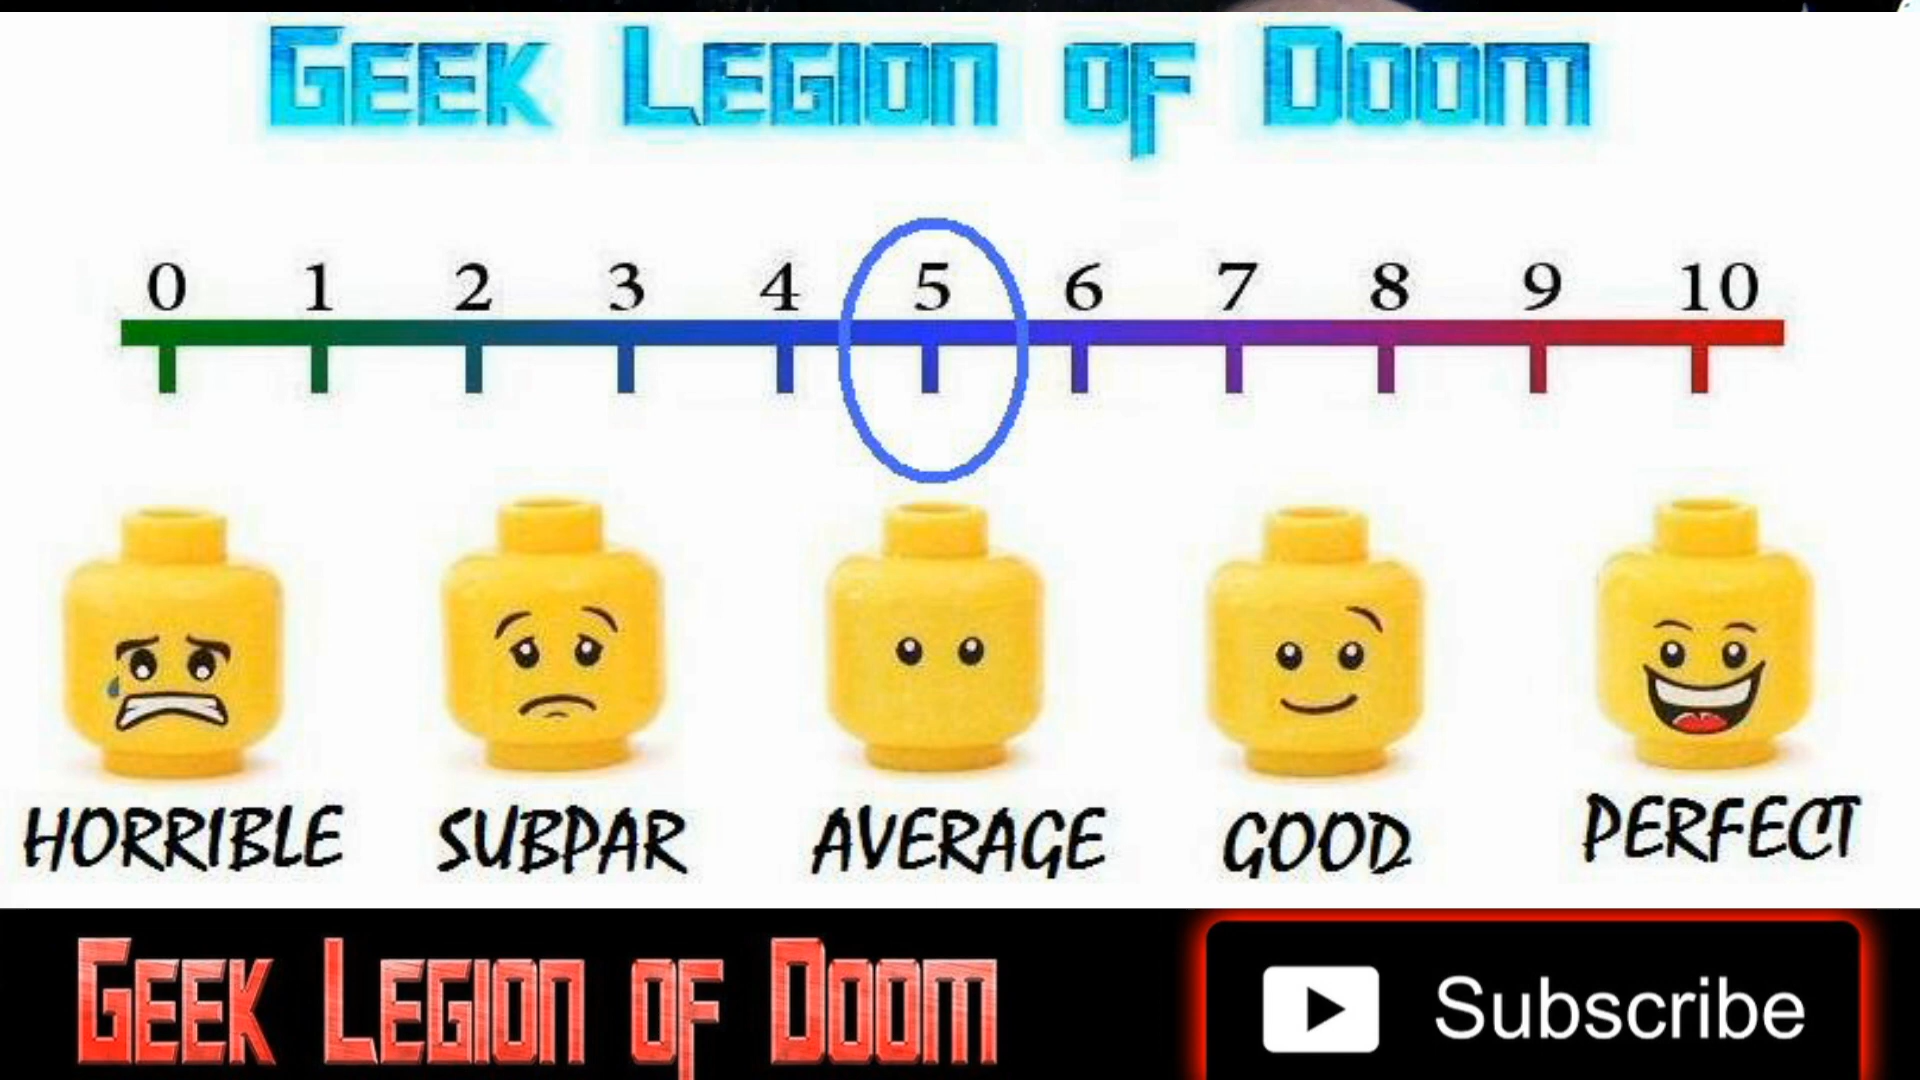 GEEK LEGION OF DOOM
0 1 2 3 4 5 6 7 8 9 10
HORRIBLE SUBPAR AVERAGE GOOD PERFECT
GEEK LEGION OF DOOM Subscribe